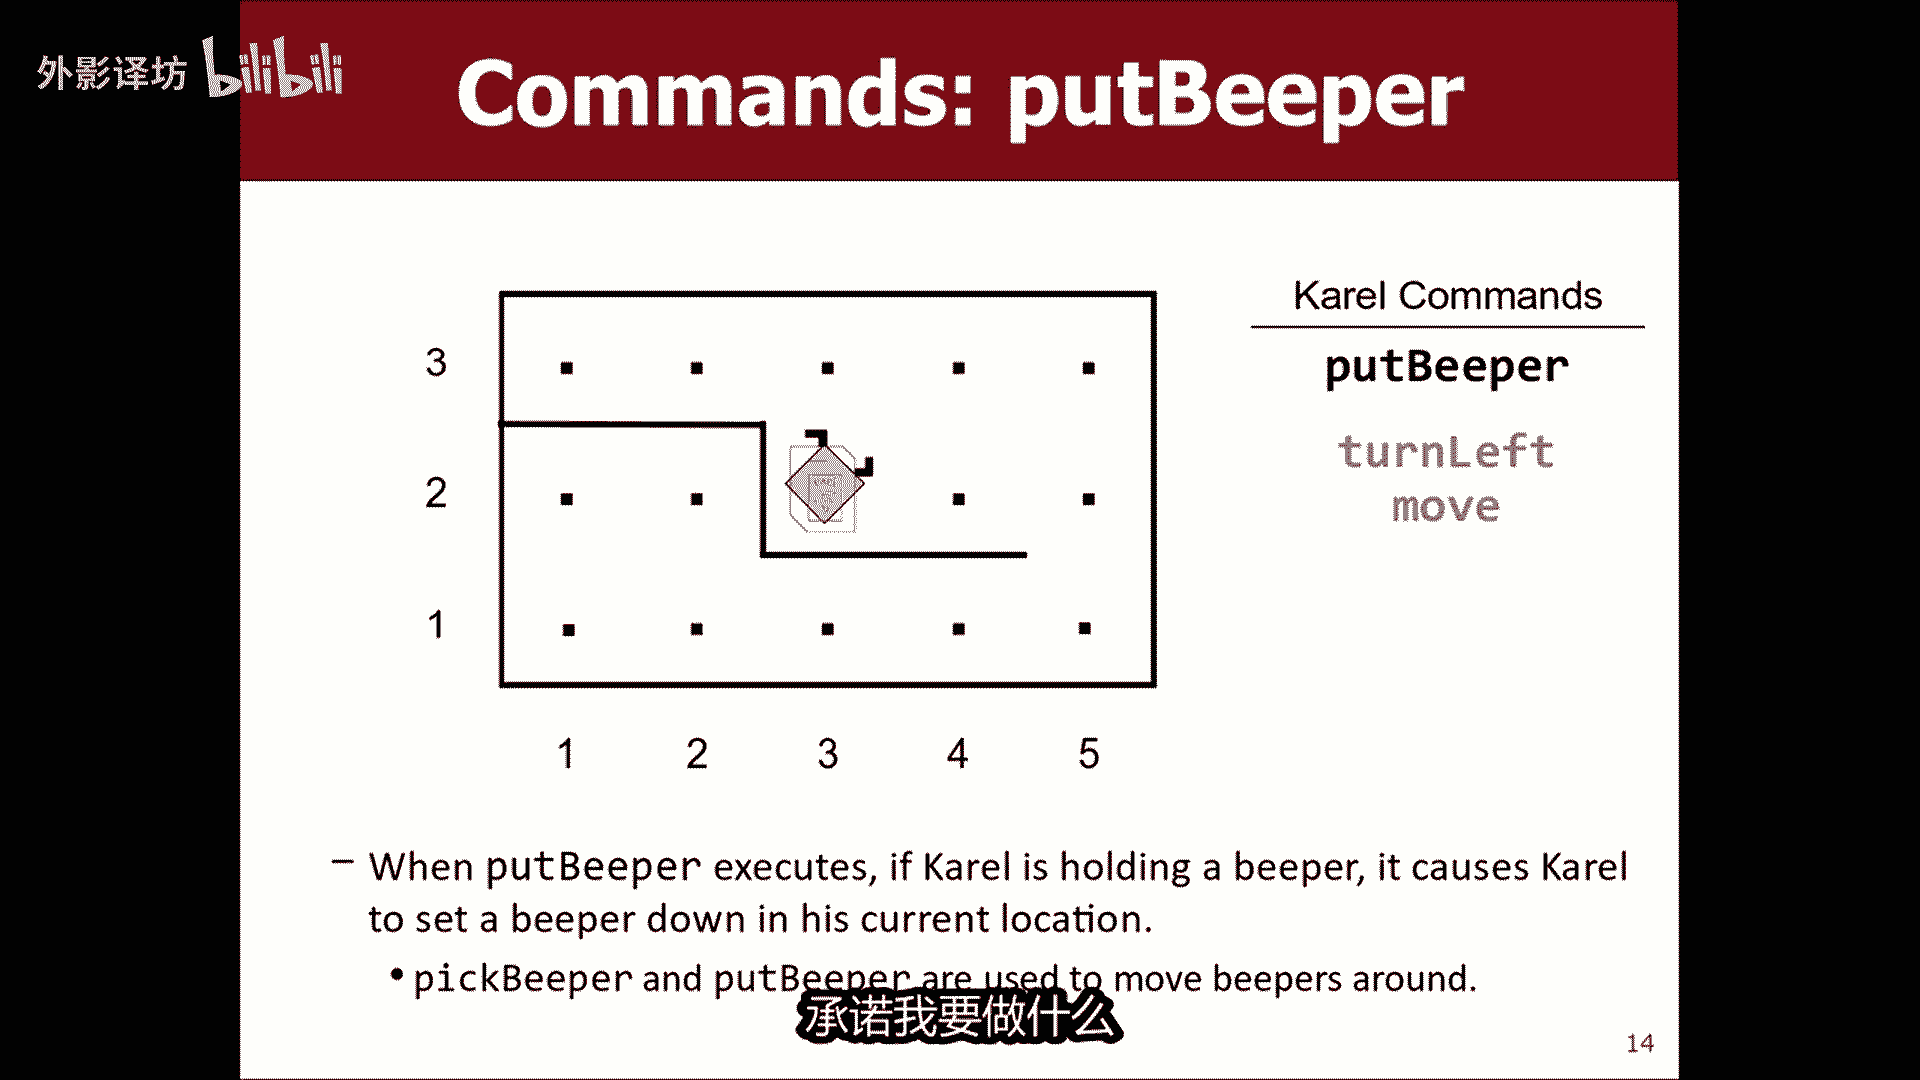 外影译坊 bilibili
Commands: putBeeper
Karel Commands
putBeeper
turnLeft
move
3
2
1
1 2 3 4 5
– When putBeeper executes, if Karel is holding a beeper, it causes Karel
to set a beeper down in his current location.
• pickBeeper and putBeeper are used to move beepers around.
承诺我要做什么
14